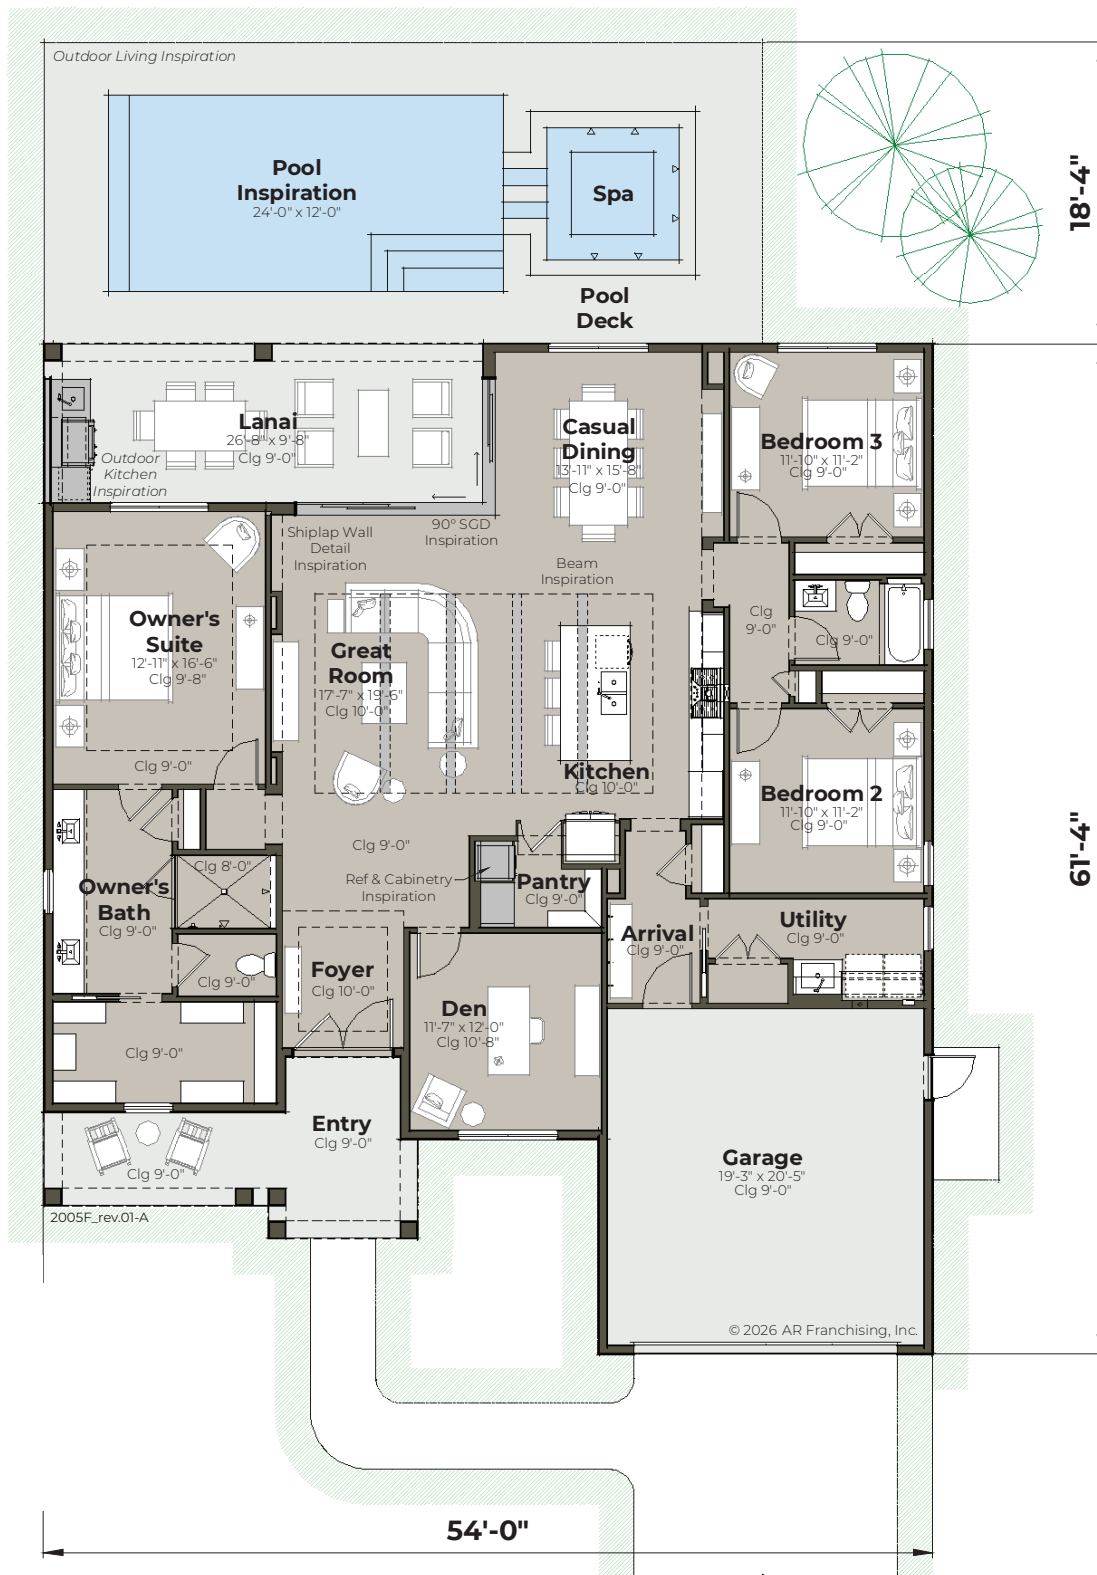 Outdoor Living Inspiration
Pool
Inspiration
24'-0" x 12'-0"
Spa
Pool
Deck
18'-4"
Lanai
26'-8" x 9'-8"
Clg 9'-0"
Outdoor
Kitchen
Inspiration
Casual
Dining
13'-11" x 15'-8"
Clg 9'-0"
Bedroom 3
11'-10" x 11'-2"
Clg 9'-0"
Shiplap Wall
Detail
Inspiration
90° SGD
Inspiration
Beam
Inspiration
Owner's
Suite
12'-11" x 16'-6"
Clg 9'-8"
Clg 9'-0"
Great
Room
17'-7" x 19'-6"
Clg 10'-0"
Clg
9'-0"
Clg 9'-0"
Kitchen
Clg 10'-0"
Bedroom 2
11'-10" x 11'-2"
Clg 9'-0"
61'-4"
Clg 9'-0"
Clg 8'-0"
Owner's
Bath
Clg 9'-0"
Ref & Cabinetry
Inspiration
Pantry
Clg 9'-0"
Arrival
Clg 9'-0"
Utility
Clg 9'-0"
Clg 9'-0"
Foyer
Clg 10'-0"
Den
11'-7" x 12'-0"
Clg 10'-8"
Clg 9'-0"
Entry
Clg 9'-0"
Clg 9'-0"
Garage
19'-3" x 20'-5"
Clg 9'-0"
2005F_rev.01-A
© 2026 AR Franchising, Inc.
54'-0"